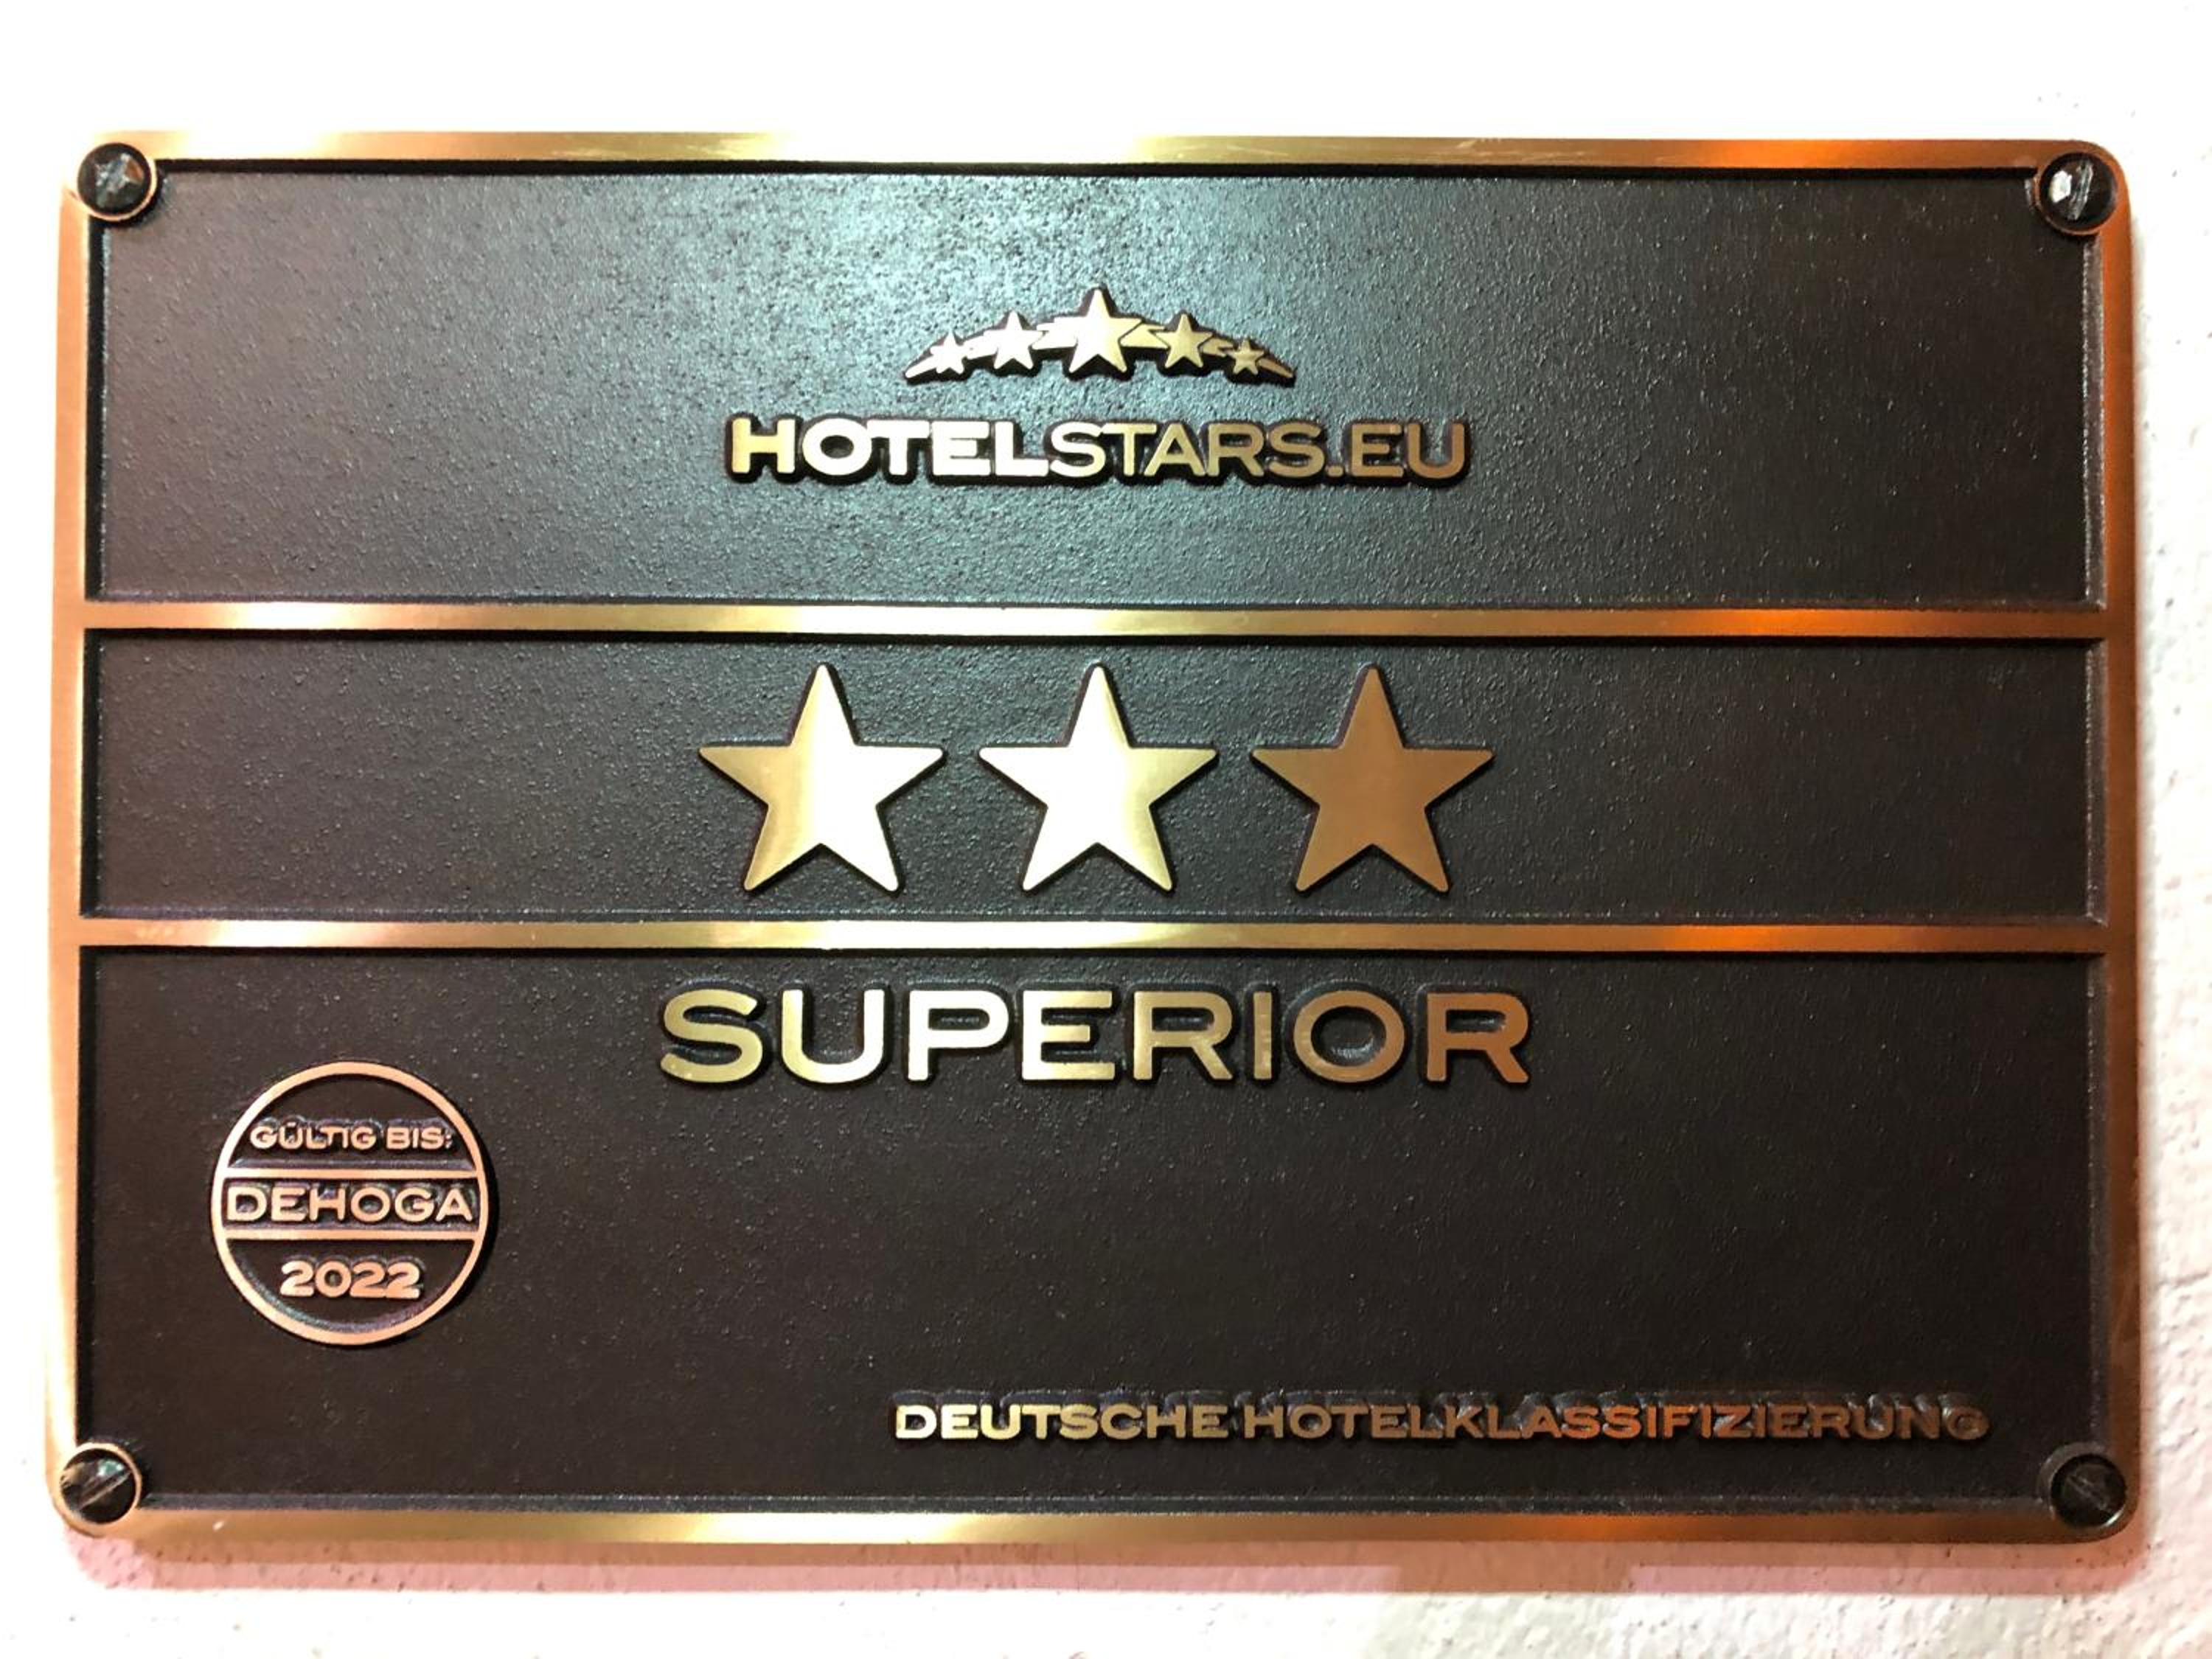 HOTELSTARS.EU
SUPERIOR
GÜLTIG BIS:
DEHOGA
2022
DEUTSCHE HOTELKLASSIFIZIERUNG